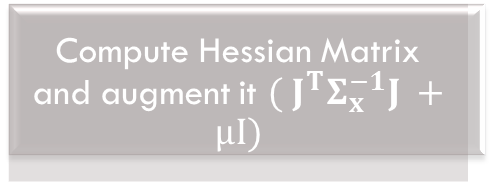 Compute Hessian Matrix
and augment it ( 𝐉ᵀ𝚺ₓ⁻¹𝐉 +
μI)